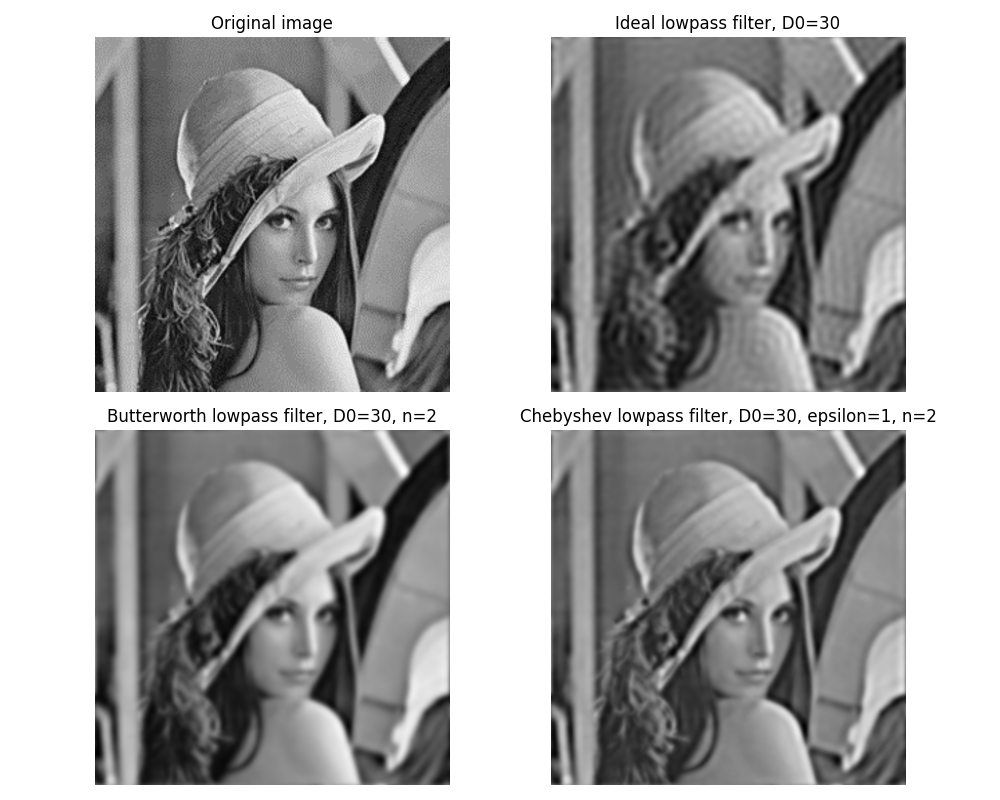 Original image
Ideal lowpass filter, D0=30
Butterworth lowpass filter, D0=30, n=2
Chebyshev lowpass filter, D0=30, epsilon=1, n=2